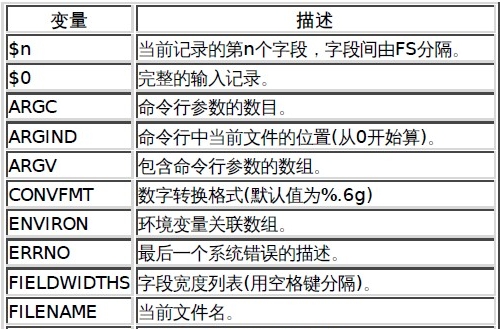 变量 描述
$n 当前记录的第n个字段，字段间由FS分隔。
$0 完整的输入记录。
ARGC 命令行参数的数目。
ARGIND 命令行中当前文件的位置(从0开始算)。
ARGV 包含命令行参数的数组。
CONVFMT 数字转换格式(默认值为%.6g)
ENVIRON 环境变量关联数组。
ERRNO 最后一个系统错误的描述。
FIELDWIDTHS 字段宽度列表(用空格键分隔)。
FILENAME 当前文件名。